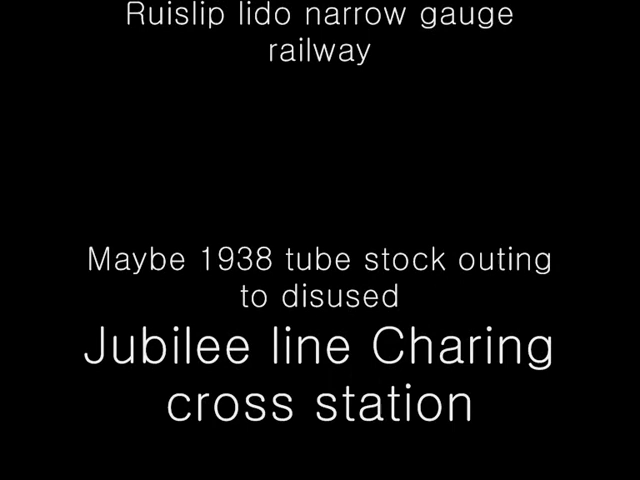 Ruislip lido narrow gauge
railway
Maybe 1938 tube stock outing
to disused
Jubilee line Charing
cross station